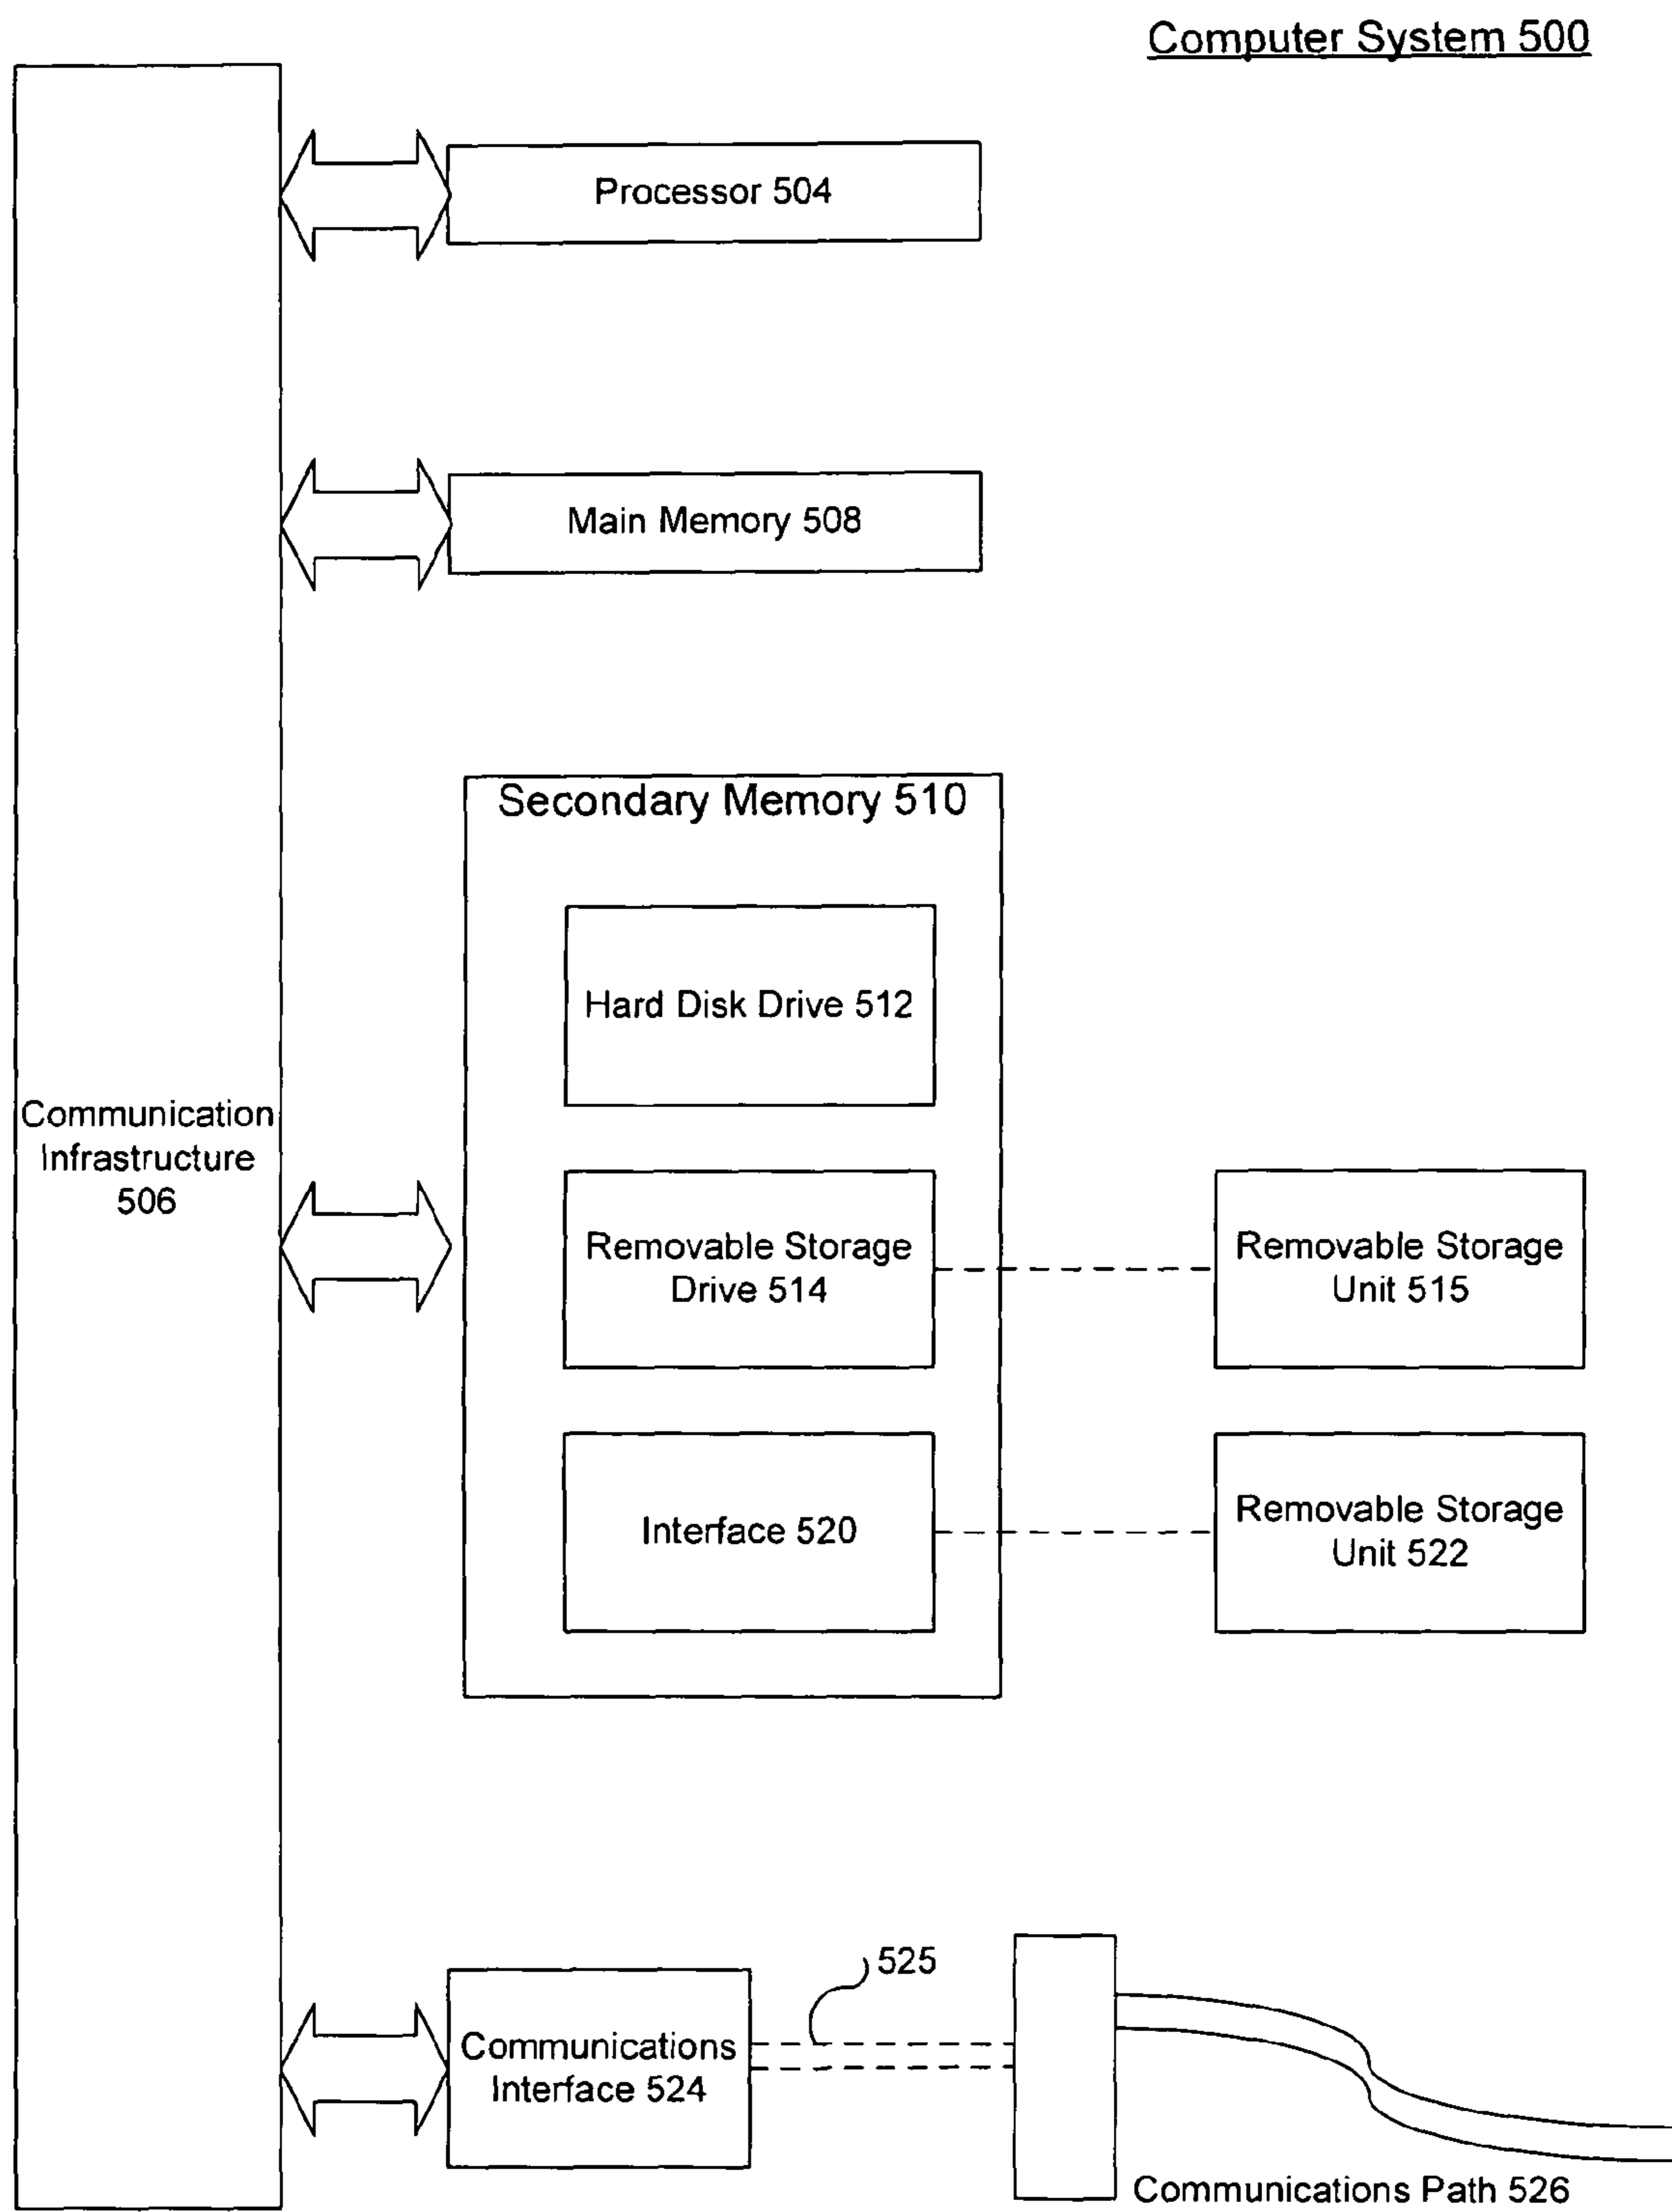 Computer System 500
Processor 504
Main Memory 508
Secondary Memory 510
Hard Disk Drive 512
Communication
Infrastructure
506
Removable Storage
Drive 514
Removable Storage
Unit 515
Interface 520
Removable Storage
Unit 522
525
Communications
Interface 524
Communications Path 526